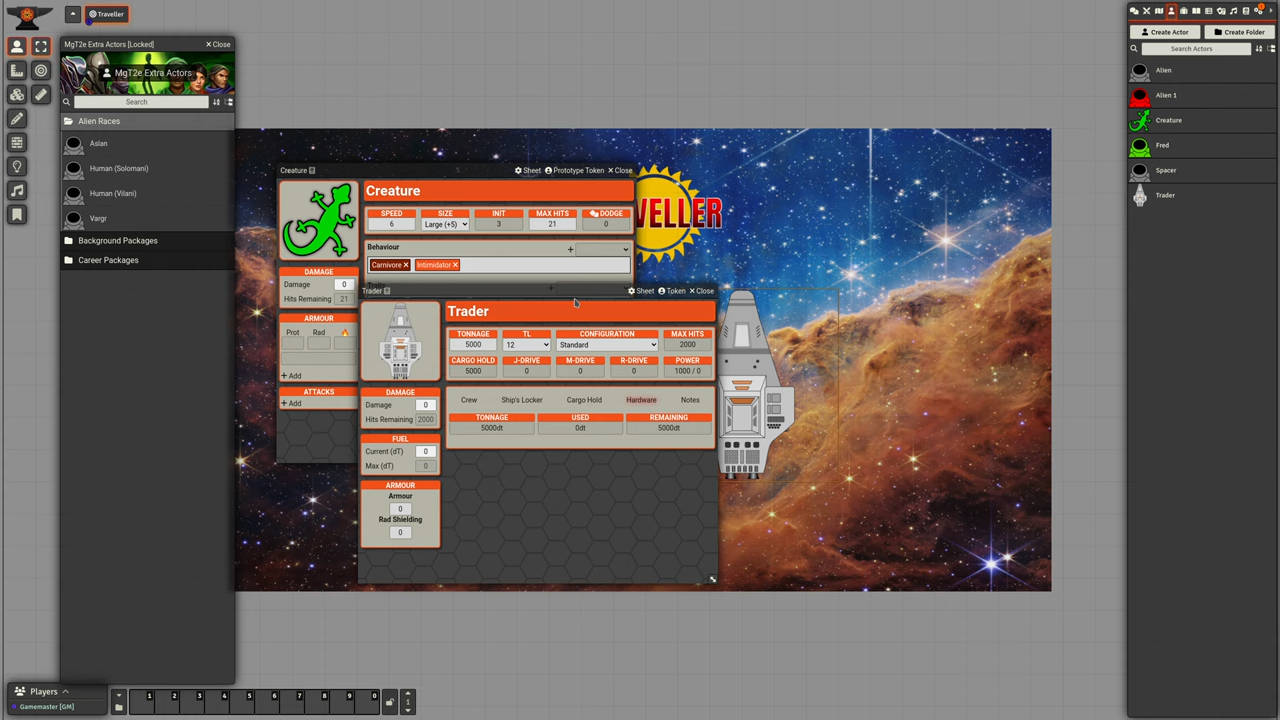 Traveller
MgT2e Extra Actors [Locked]
Close
MgT2e Extra Actors
Search
Alien Races
Aslan
Human (Solomani)
Human (Vilani)
Vargr
Background Packages
Career Packages
Creature
Sheet Prototype Token Close
Creature
SPEED SIZE INIT MAX HITS DODGE
6 Large (+5) 3 21 0
Behaviour
Carnivore Intimidator
DAMAGE
Damage 0
Hits Remaining 21
ARMOUR
Prot Rad
Add
ATTACKS
Add
VELLER
Trader
Sheet Token Close
Trader
TONNAGE TL CONFIGURATION MAX HITS
5000 12 Standard 2000
CARGO HOLD J-DRIVE M-DRIVE R-DRIVE POWER
5000 0 0 0 1000 / 0
Crew Ship's Locker Cargo Hold Hardware Notes
TONNAGE USED REMAINING
5000dt 0dt 5000dt
DAMAGE
Damage 0
Hits Remaining 2000
FUEL
Current (dT) 0
Max (dT) 0
ARMOUR
Armour
0
Rad Shielding
0
Create Actor Create Folder
Search Actors
Alien
Alien 1
Creature
Fred
Spacer
Trader
Players
Gamemaster [GM]
1 2 3 4 5 6 7 8 9 0
1